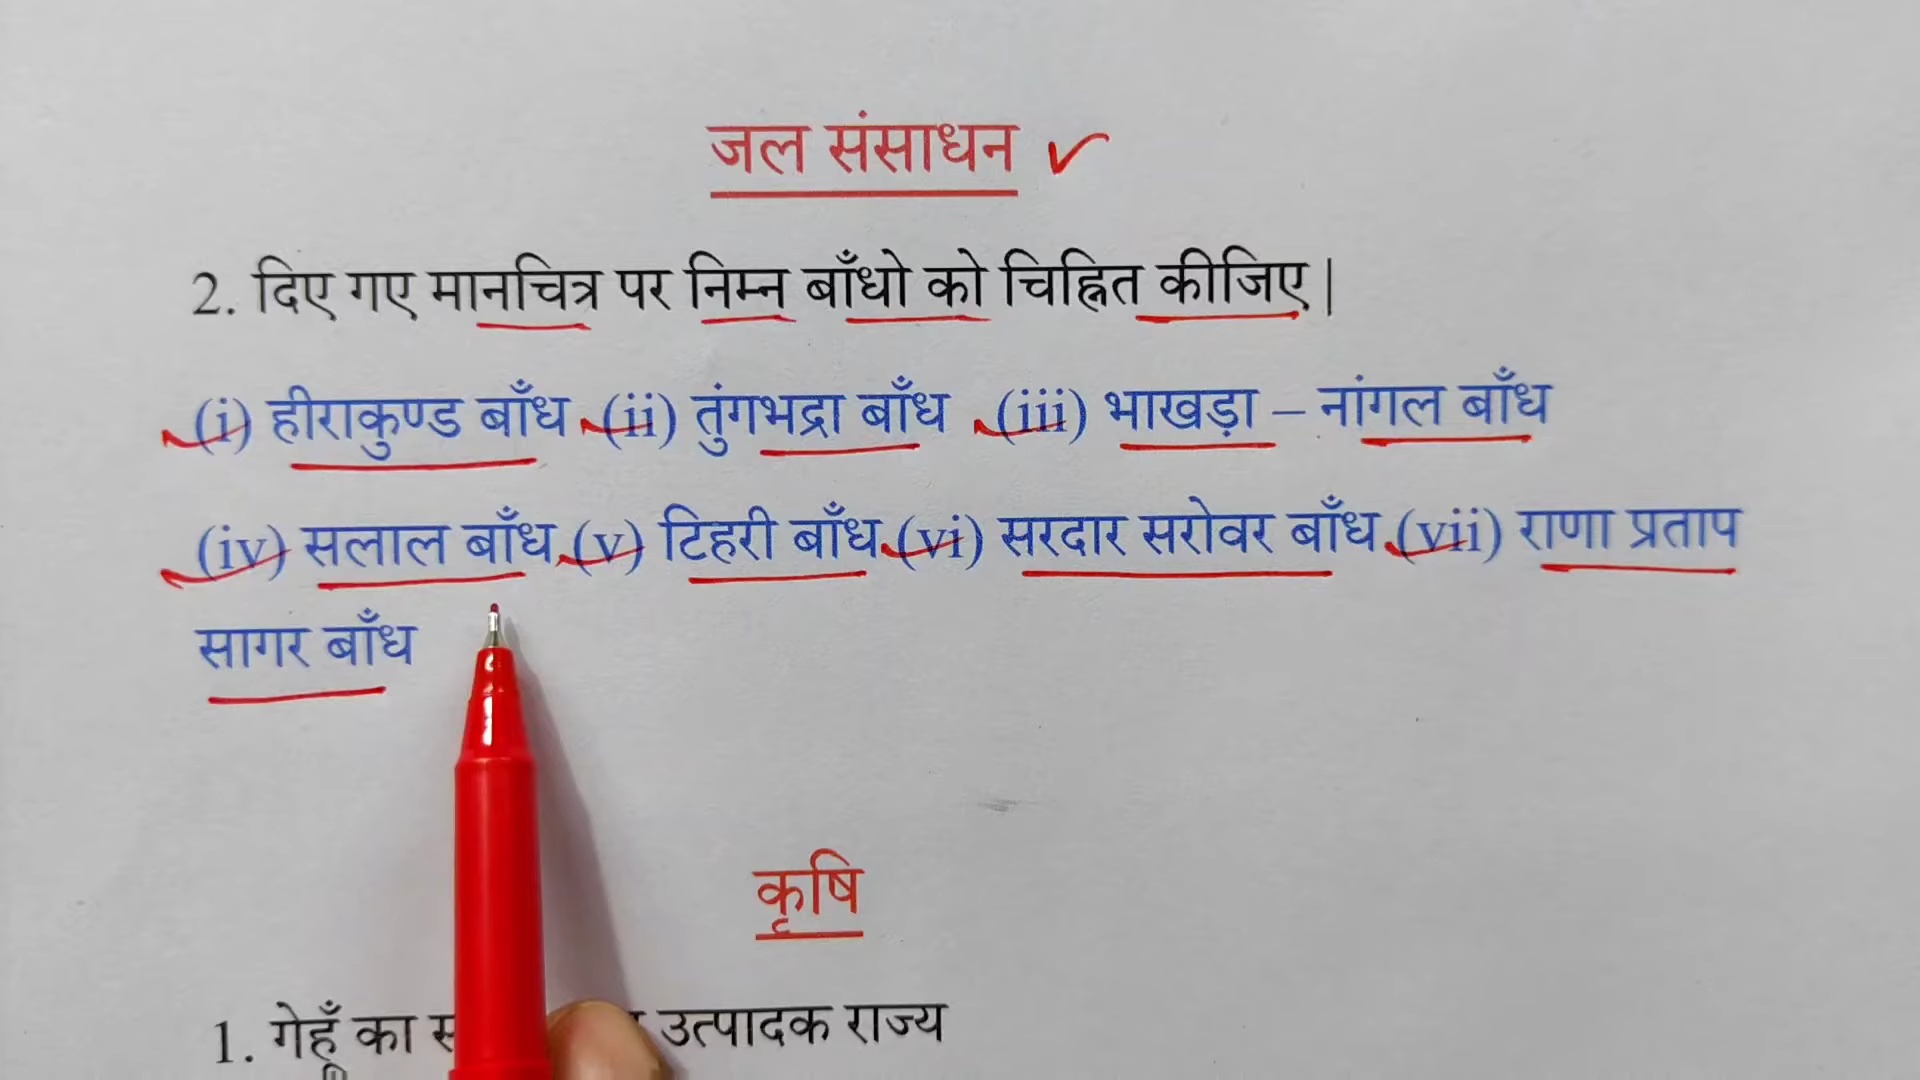 जल संसाधन
2. दिए गए मानचित्र पर निम्न बाँधो को चिह्नित कीजिए |
(i) हीराकुण्ड बाँध (ii) तुंगभद्रा बाँध (iii) भाखड़ा – नांगल बाँध
(iv) सलाल बाँध (v) टिहरी बाँध (vi) सरदार सरोवर बाँध (vii) राणा प्रताप
सागर बाँध
कृषि
1. गेहूँ का उत्पादक राज्य